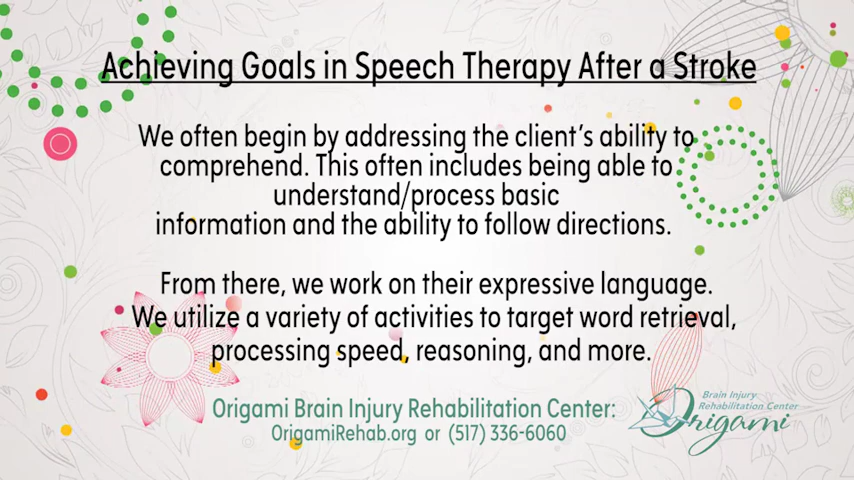 Achieving Goals in Speech Therapy After a Stroke
We often begin by addressing the client's ability to
comprehend. This often includes being able to
understand/process basic
information and the ability to follow directions.
From there, we work on their expressive language.
We utilize a variety of activities to target word retrieval,
processing speed, reasoning, and more.
Origami Brain Injury Rehabilitation Center:
OrigamiRehab.org or (517) 336-6060
Brain Injury
Rehabilitation Center
Origami